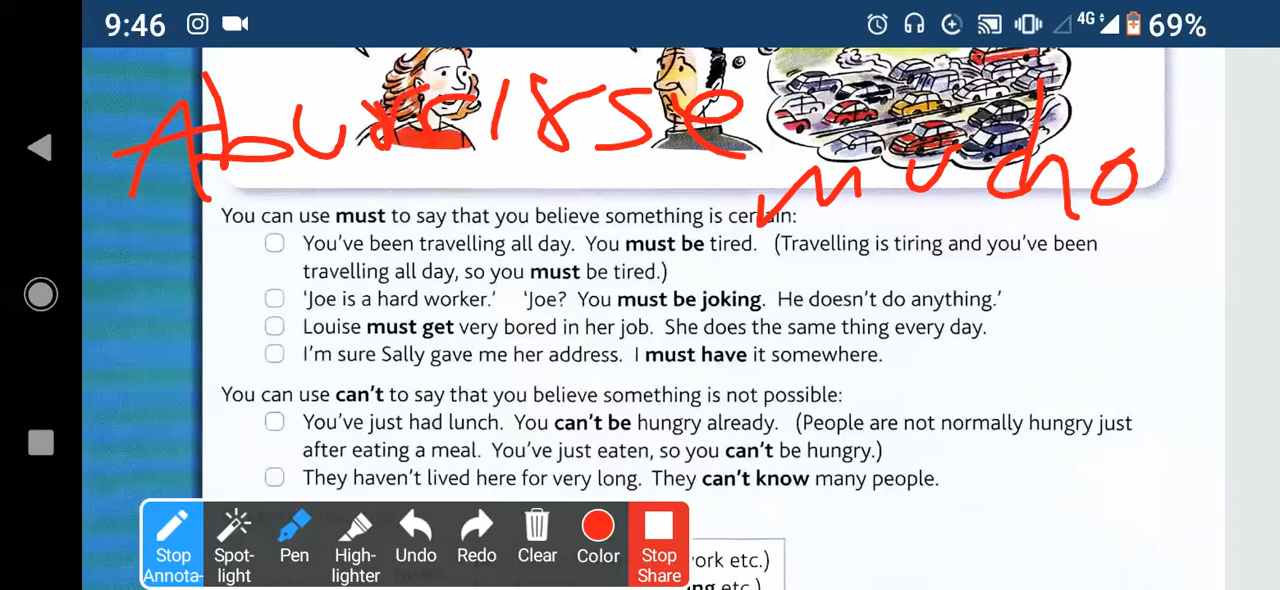 9:46 4G 69%
Aburrirse
mucho
You can use must to say that you believe something is certain:
You've been travelling all day. You must be tired. (Travelling is tiring and you've been
travelling all day, so you must be tired.)
'Joe is a hard worker.' 'Joe? You must be joking. He doesn't do anything.'
Louise must get very bored in her job. She does the same thing every day.
I'm sure Sally gave me her address. I must have it somewhere.
You can use can't to say that you believe something is not possible:
You've just had lunch. You can't be hungry already. (People are not normally hungry just
after eating a meal. You've just eaten, so you can't be hungry.)
They haven't lived here for very long. They can't know many people.
Stop Spot- Pen High- Undo Redo Clear Color Stop
Annota- light lighter Share
ork etc.)
ng etc.)